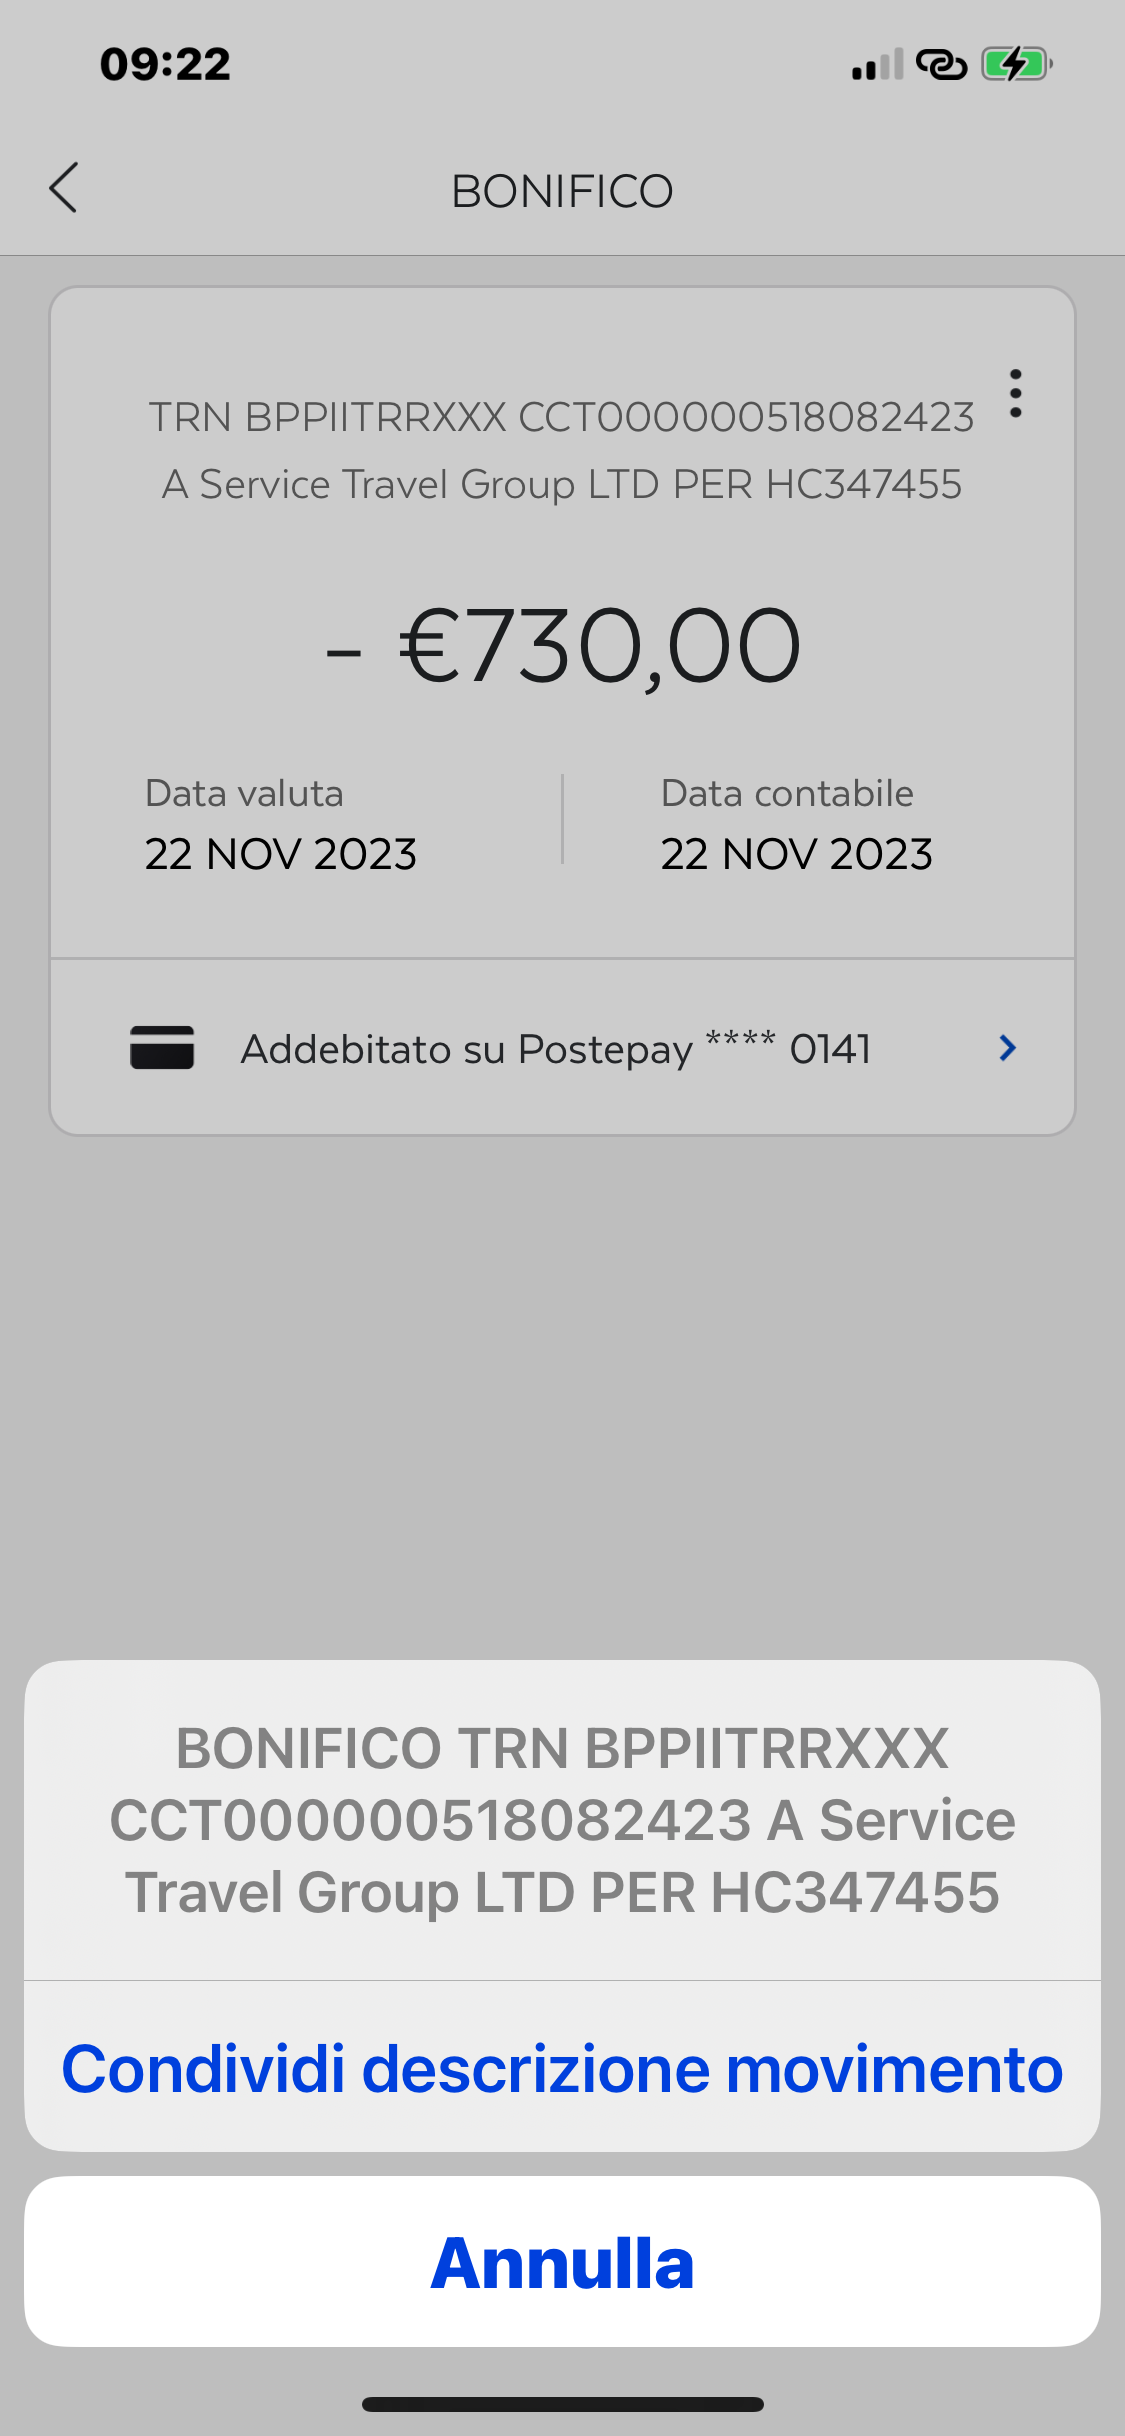 09:22
BONIFICO
TRN BPPIITRRXXX CCT0000000518082423
A Service Travel Group LTD PER HC347455
- €730,00
Data valuta
22 NOV 2023
Data contabile
22 NOV 2023
Addebitato su Postepay **** 0141
BONIFICO TRN BPPIITRRXXX
CCT0000000518082423 A Service
Travel Group LTD PER HC347455
Condividi descrizione movimento
Annulla